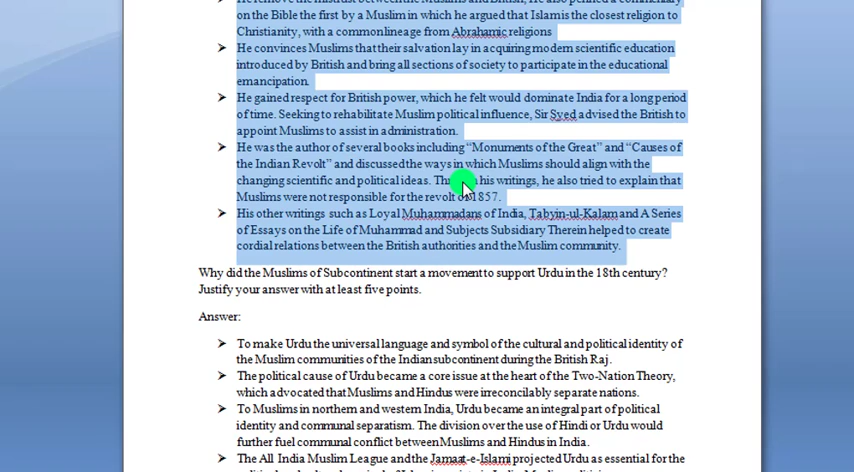 He remove the mistrust between the Muslims and British, He also penned a commentary
on the Bible the first by a Muslim in which he argued that Islam is the closest religion to
Christianity, with a common lineage from Abrahamic religions
➢ He convinces Muslims that their salvation lay in acquiring modern scientific education
introduced by British and bring all sections of society to participate in the educational
emancipation.
➢ He gained respect for British power, which he felt would dominate India for a long period
of time. Seeking to rehabilitate Muslim political influence, Sir Syed advised the British to
appoint Muslims to assist in administration.
➢ He was the author of several books including “Monuments of the Great” and “Causes of
the Indian Revolt” and discussed the ways in which Muslims should align with the
changing scientific and political ideas. his writings, he also tried to explain that
Muslims were not responsible for the revolt of 1857.
➢ His other writings such as Loyal Muhammadans of India, Tabyin-ul-Kalam and A Series
of Essays on the Life of Muhammad and Subjects Subsidiary Therein helped to create
cordial relations between the British authorities and the Muslim community.
Why did the Muslims of Subcontinent start a movement to support Urdu in the 18th century?
Justify your answer with at least five points.
Answer:
➢ To make Urdu the universal language and symbol of the cultural and political identity of
the Muslim communities of the Indian subcontinent during the British Raj.
➢ The political cause of Urdu became a core issue at the heart of the Two-Nation Theory,
which advocated that Muslims and Hindus were irreconcilably separate nations.
➢ To Muslims in northern and western India, Urdu became an integral part of political
identity and communal separatism. The division over the use of Hindi or Urdu would
further fuel communal conflict between Muslims and Hindus in India.
➢ The All India Muslim League and the Jamaat-e-Islami projected Urdu as essential for the